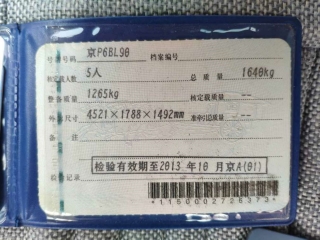 号牌号码 京P6BL90 档案编号
核定载人数 5人 总质量 1640kg
整备质量 1265kg 核定载质量 --
外廓尺寸 4521×1788×1492mm 准牵引总质量 --
备注
检验有效期至2013年10月京A(01)
检验记录
*1150002726373*